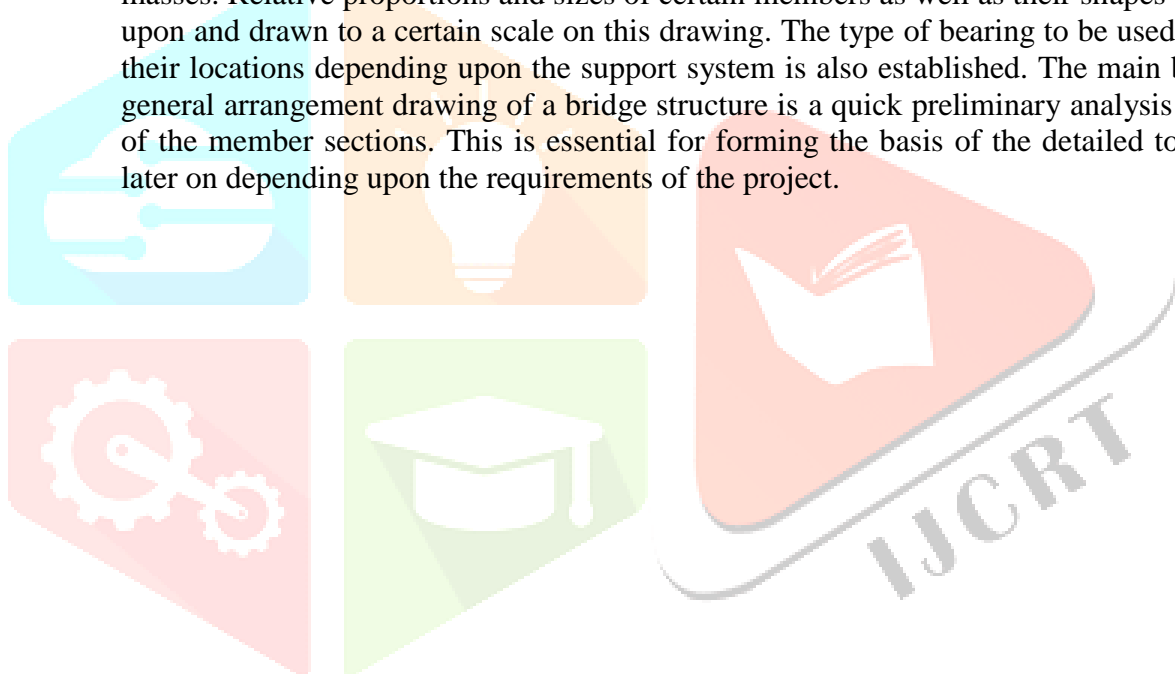 masses. Relative proportions and sizes of certain members as well as their shapes
upon and drawn to a certain scale on this drawing. The type of bearing to be used
their locations depending upon the support system is also established. The main
general arrangement drawing of a bridge structure is a quick preliminary analysis
of the member sections. This is essential for forming the basis of the detailed to
later on depending upon the requirements of the project.
IJCRT